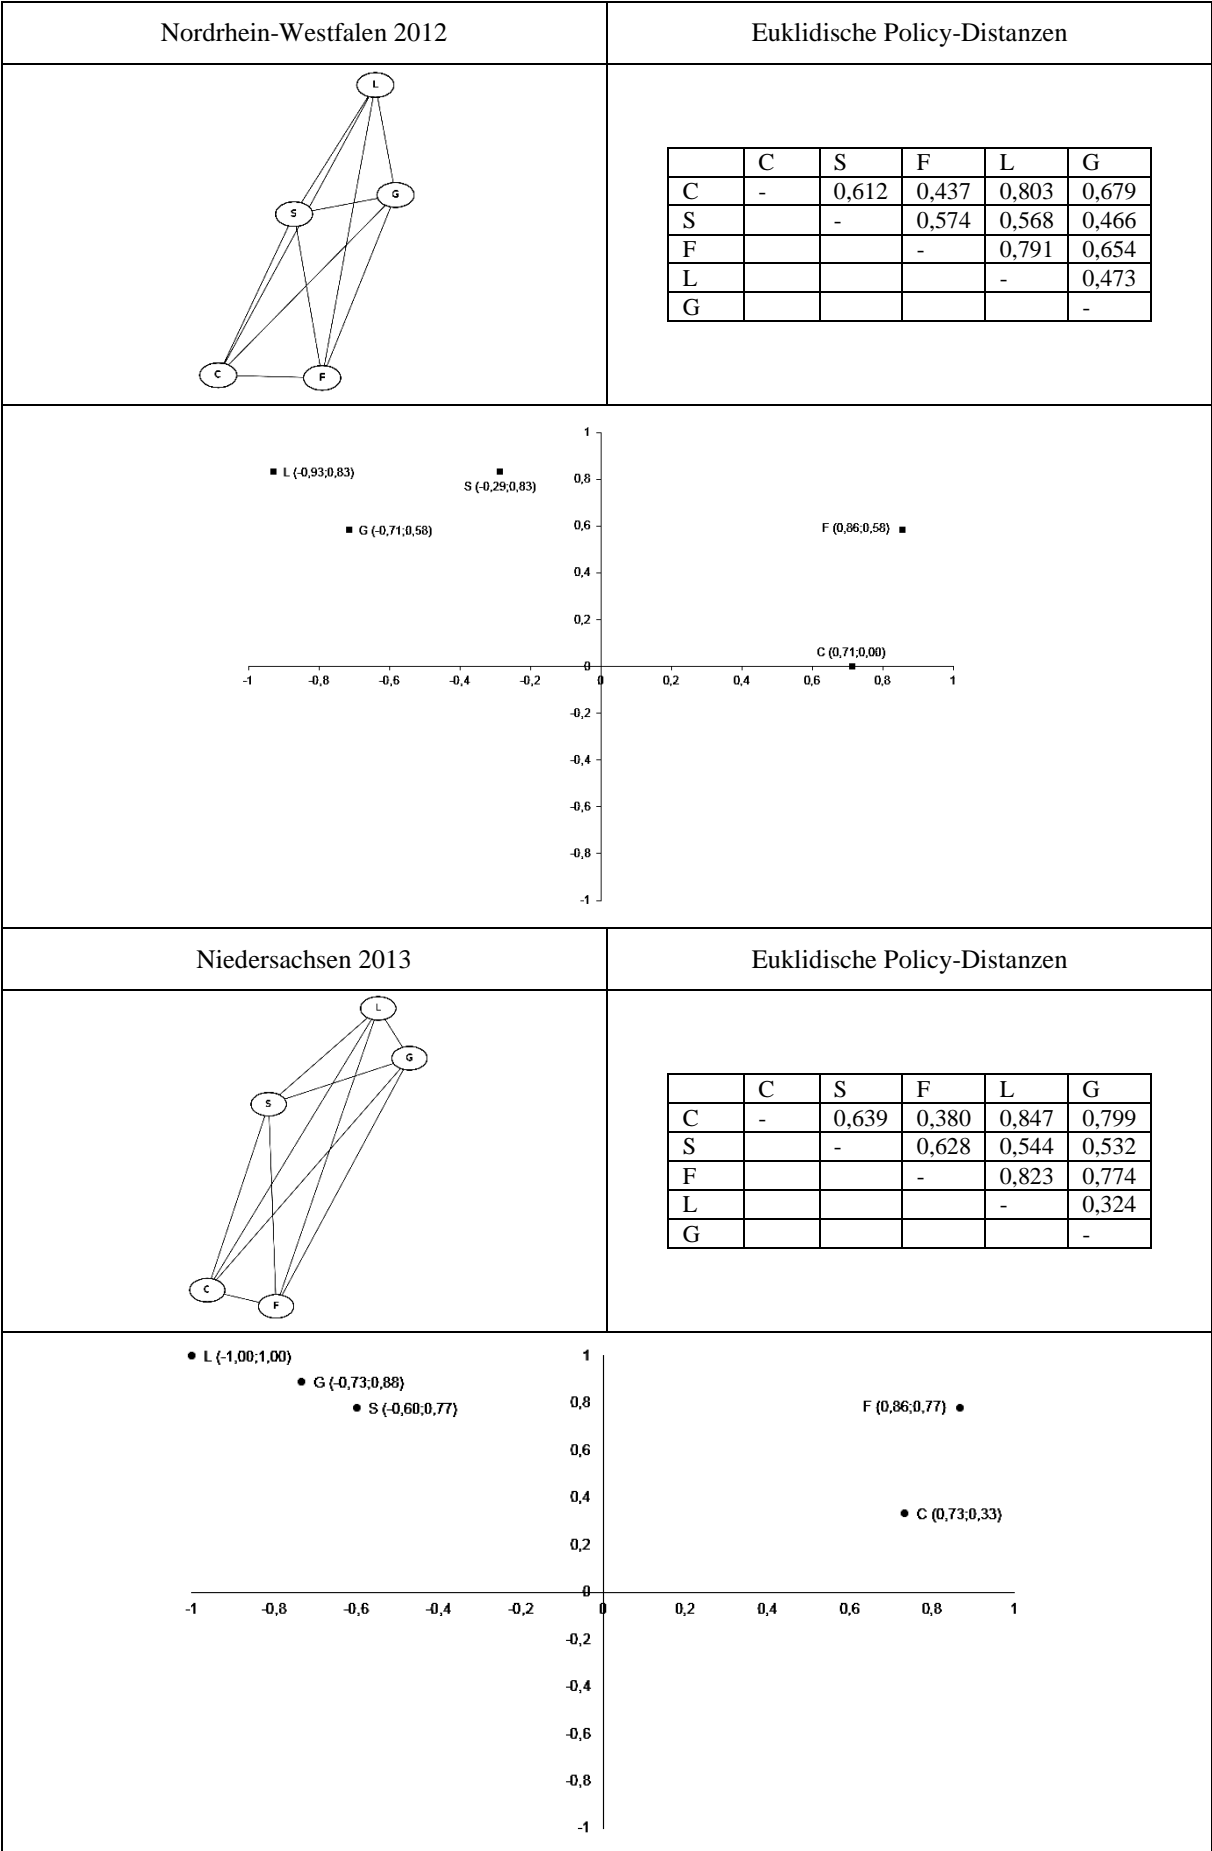 Nordrhein-Westfalen 2012 Euklidische Policy-Distanzen
L
G
S
C
F
C S F L G
C - 0,612 0,437 0,803 0,679
S - 0,574 0,568 0,466
F - 0,791 0,654
L - 0,473
G -
1
L (-0,93;0,83)
0,8
S (-0,29;0,83)
G (-0,71;0,58)
0,6
F (0,86;0,58)
0,4
0,2
C (0,71;0,00)
0
-1 -0,8 -0,6 -0,4 -0,2 0 0,2 0,4 0,6 0,8 1
-0,2
-0,4
-0,6
-0,8
-1
Niedersachsen 2013 Euklidische Policy-Distanzen
L
G
S
C
F
C S F L G
C - 0,639 0,380 0,847 0,799
S - 0,628 0,544 0,532
F - 0,823 0,774
L - 0,324
G -
L (-1,00;1,00) 1
G (-0,73;0,88)
0,8
S (-0,60;0,77) F (0,86;0,77)
0,6
0,4
C (0,73;0,33)
0,2
0
-1 -0,8 -0,6 -0,4 -0,2 0 0,2 0,4 0,6 0,8 1
-0,2
-0,4
-0,6
-0,8
-1